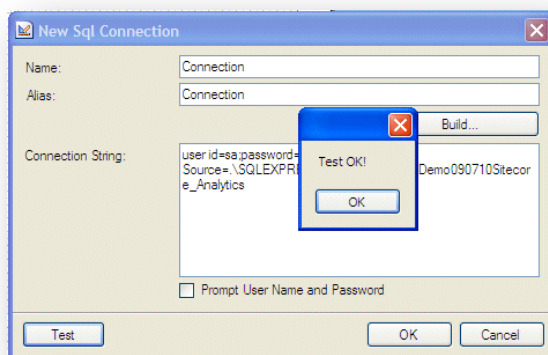 New Sql Connection
Name:
Connection
Alias:
Connection
Build...
Connection String:
user id=sa;password=
Source=.\SQLEXPRE
Demo090710Sitecor
e_Analytics
Test OK!
OK
Prompt User Name and Password
Test
OK
Cancel